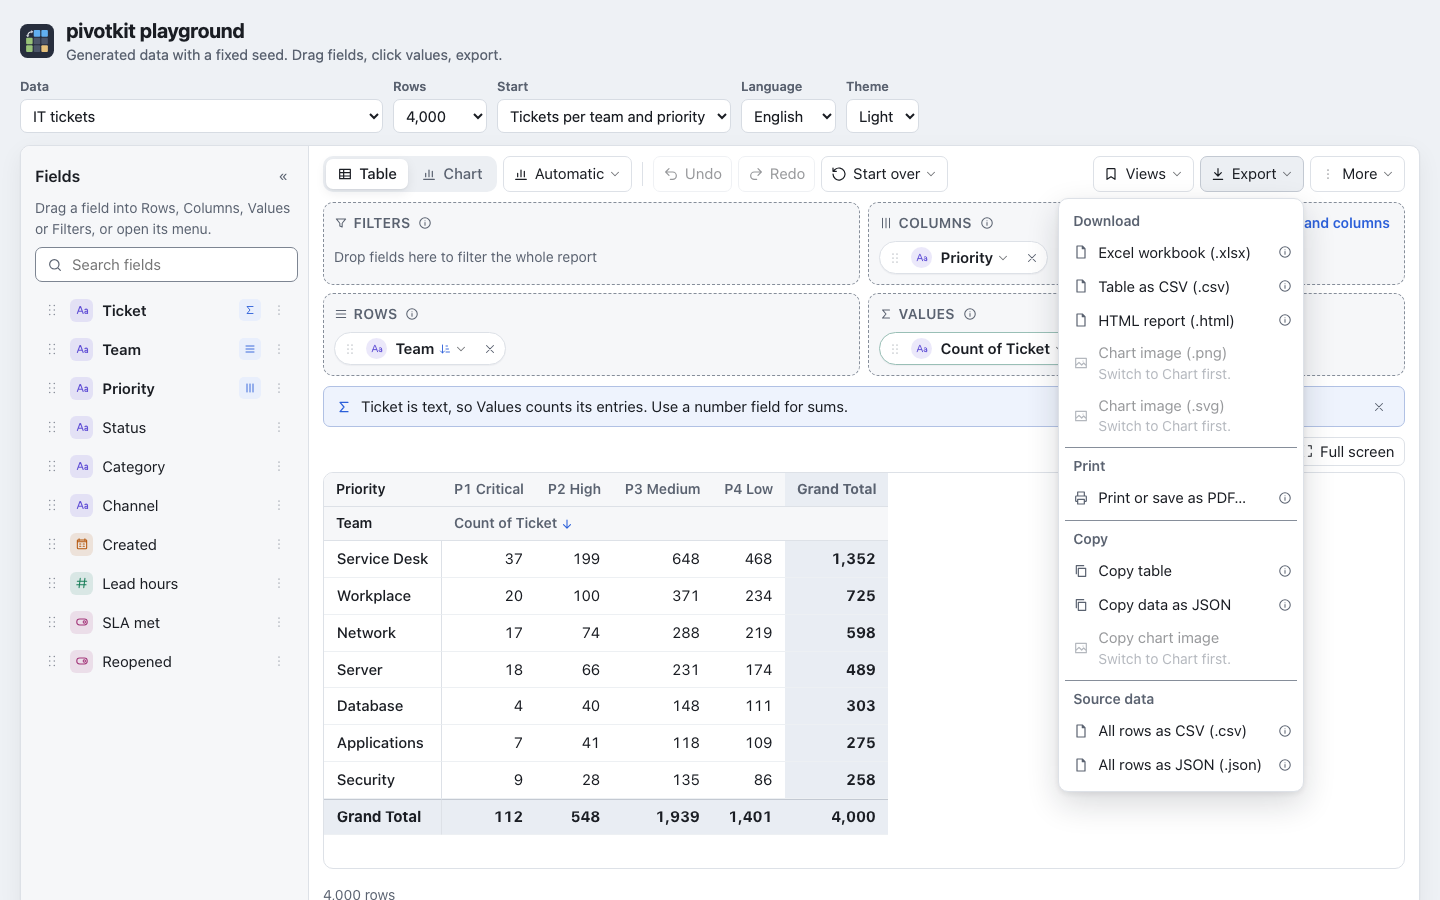 pivotkit playground
Generated data with a fixed seed. Drag fields, click values, export.
Data
Rows
Start
Language
Theme
IT tickets
4,000
Tickets per team and priority
English
Light
Fields
«
Drag a field into Rows, Columns, Values
or Filters, or open its menu.
Search fields
Aa Ticket Σ
Aa Team
Aa Priority
Aa Status
Aa Category
Aa Channel
Created
# Lead hours
SLA met
Reopened
Table
Chart
Automatic
Undo
Redo
Start over
Views
Export
More
FILTERS
Drop fields here to filter the whole report
COLUMNS
and columns
Aa Priority ×
ROWS
Aa Team ×
Σ VALUES
Aa Count of Ticket
Σ Ticket is text, so Values counts its entries. Use a number field for sums. ×
Full screen
Priority P1 Critical P2 High P3 Medium P4 Low Grand Total
Team Count of Ticket ↓
Service Desk 37 199 648 468 1,352
Workplace 20 100 371 234 725
Network 17 74 288 219 598
Server 18 66 231 174 489
Database 4 40 148 111 303
Applications 7 41 118 109 275
Security 9 28 135 86 258
Grand Total 112 548 1,939 1,401 4,000
4,000 rows
Download
Excel workbook (.xlsx)
Table as CSV (.csv)
HTML report (.html)
Chart image (.png)
Switch to Chart first.
Chart image (.svg)
Switch to Chart first.
Print
Print or save as PDF...
Copy
Copy table
Copy data as JSON
Copy chart image
Switch to Chart first.
Source data
All rows as CSV (.csv)
All rows as JSON (.json)